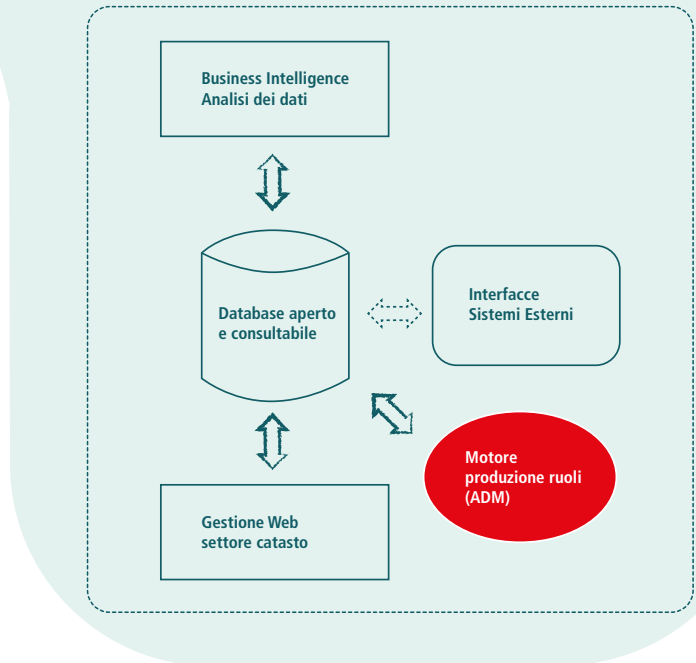 Business Intelligence
Analisi dei dati
Database aperto
e consultabile
Interfacce
Sistemi Esterni
Motore
produzione ruoli
(ADM)
Gestione Web
settore catasto